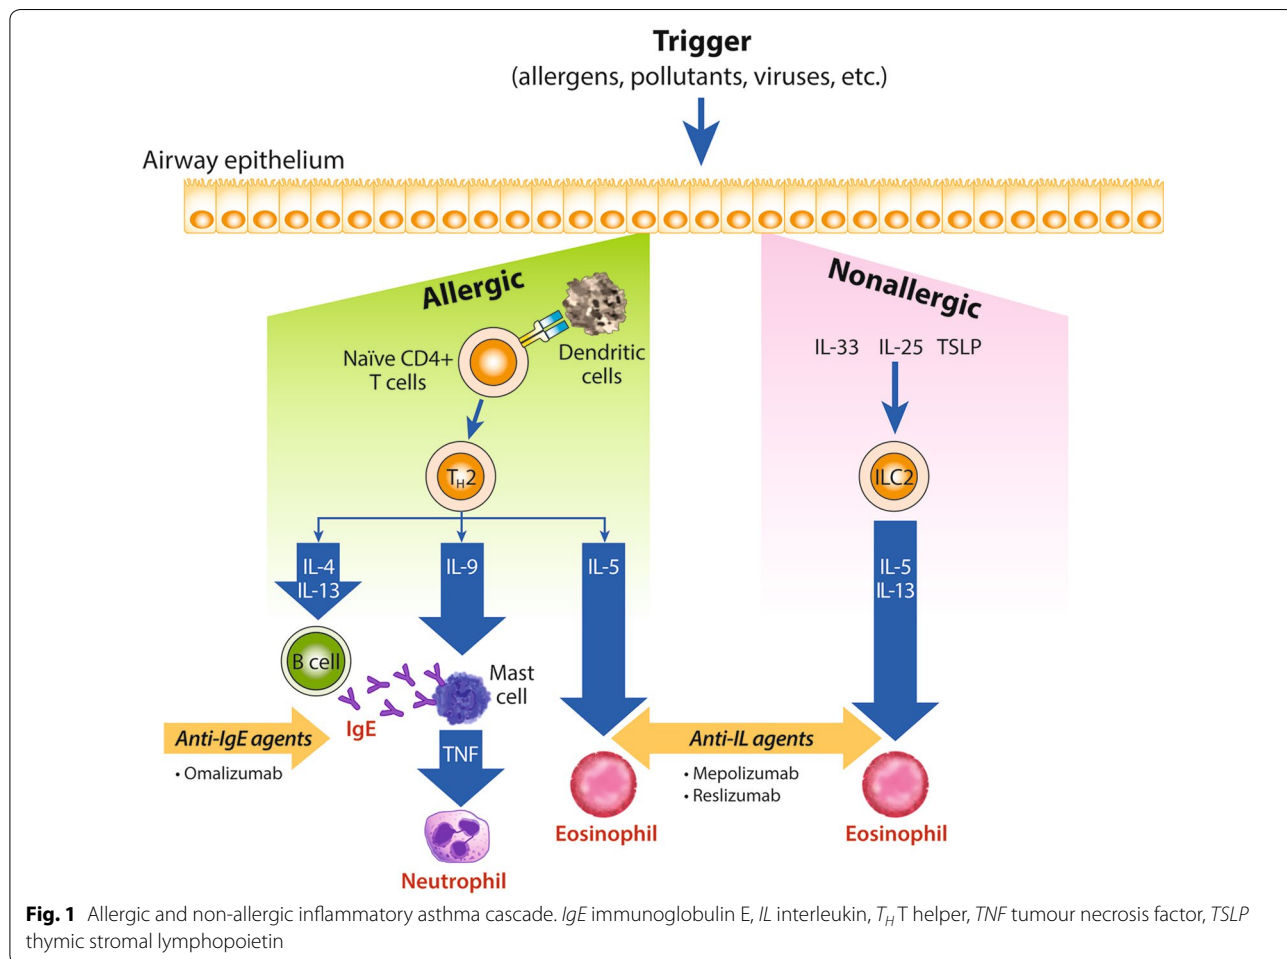 Trigger
(allergens, pollutants, viruses, etc.)
Airway epithelium
Allergic
Naïve CD4+
T cells
Dendritic
cells
TH2
IL-4
IL-13
IL-9
IL-5
B cell
Mast
cell
IgE
Anti-IgE agents
• Omalizumab
TNF
Neutrophil
Eosinophil
Nonallergic
IL-33 IL-25 TSLP
ILC2
IL-5
IL-13
Anti-IL agents
• Mepolizumab
• Reslizumab
Eosinophil
Fig. 1 Allergic and non-allergic inflammatory asthma cascade. IgE immunoglobulin E, IL interleukin, TH T helper, TNF tumour necrosis factor, TSLP
thymic stromal lymphopoietin